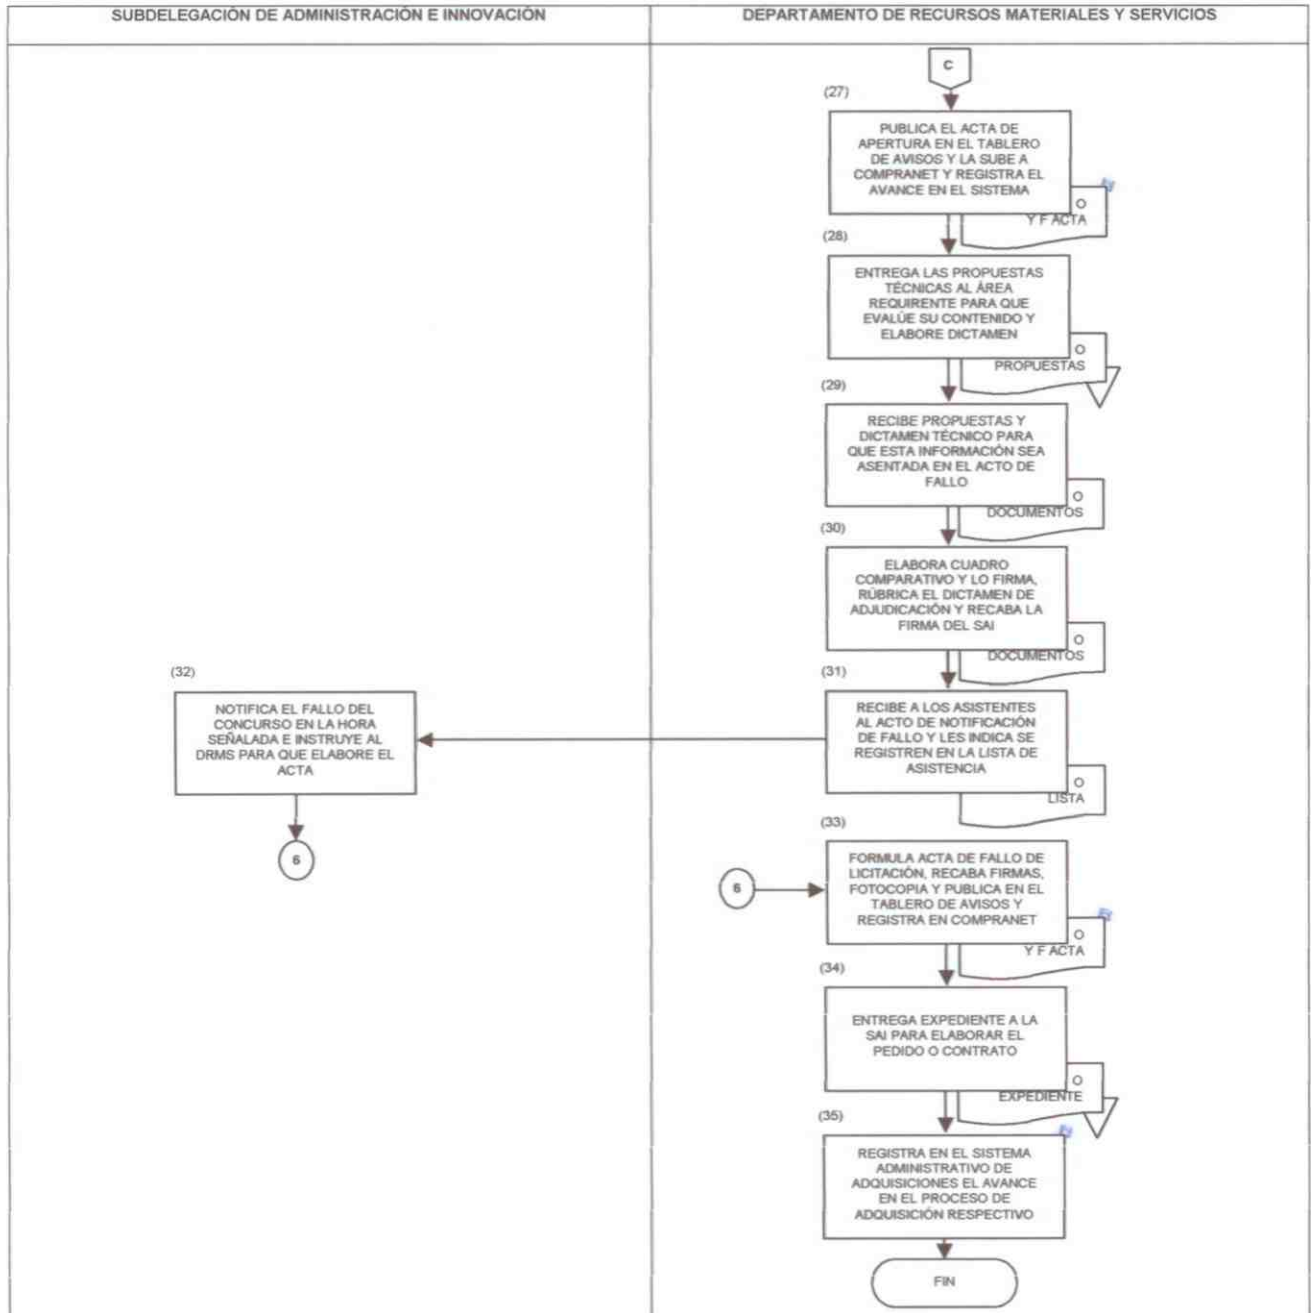 SUBDELEGACIÓN DE ADMINISTRACIÓN E INNOVACIÓN
DEPARTAMENTO DE RECURSOS MATERIALES Y SERVICIOS
C
(27)
PUBLICA EL ACTA DE
APERTURA EN EL TABLERO
DE AVISOS Y LA SUBE A
COMPRANET Y REGISTRA EL
AVANCE EN EL SISTEMA
O
Y F ACTA
(28)
ENTREGA LAS PROPUESTAS
TÉCNICAS AL ÁREA
REQUIRENTE PARA QUE
EVALÚE SU CONTENIDO Y
ELABORE DICTAMEN
O
PROPUESTAS
(29)
RECIBE PROPUESTAS Y
DICTAMEN TÉCNICO PARA
QUE ESTA INFORMACIÓN SEA
ASENTADA EN EL ACTO DE
FALLO
O
DOCUMENTOS
(30)
ELABORA CUADRO
COMPARATIVO Y LO FIRMA,
RÚBRICA EL DICTAMEN DE
ADJUDICACIÓN Y RECABA LA
FIRMA DEL SAI
O
DOCUMENTOS
(31)
RECIBE A LOS ASISTENTES
AL ACTO DE NOTIFICACIÓN
DE FALLO Y LES INDICA SE
REGISTREN EN LA LISTA DE
ASISTENCIA
O
LISTA
(32)
NOTIFICA EL FALLO DEL
CONCURSO EN LA HORA
SEÑALADA E INSTRUYE AL
DRMS PARA QUE ELABORE EL
ACTA
6
(33)
6
FORMULA ACTA DE FALLO DE
LICITACIÓN, RECABA FIRMAS,
FOTOCOPIA Y PUBLICA EN EL
TABLERO DE AVISOS Y
REGISTRA EN COMPRANET
O
Y F ACTA
(34)
ENTREGA EXPEDIENTE A LA
SAI PARA ELABORAR EL
PEDIDO O CONTRATO
O
EXPEDIENTE
(35)
REGISTRA EN EL SISTEMA
ADMINISTRATIVO DE
ADQUISICIONES EL AVANCE
EN EL PROCESO DE
ADQUISICIÓN RESPECTIVO
FIN